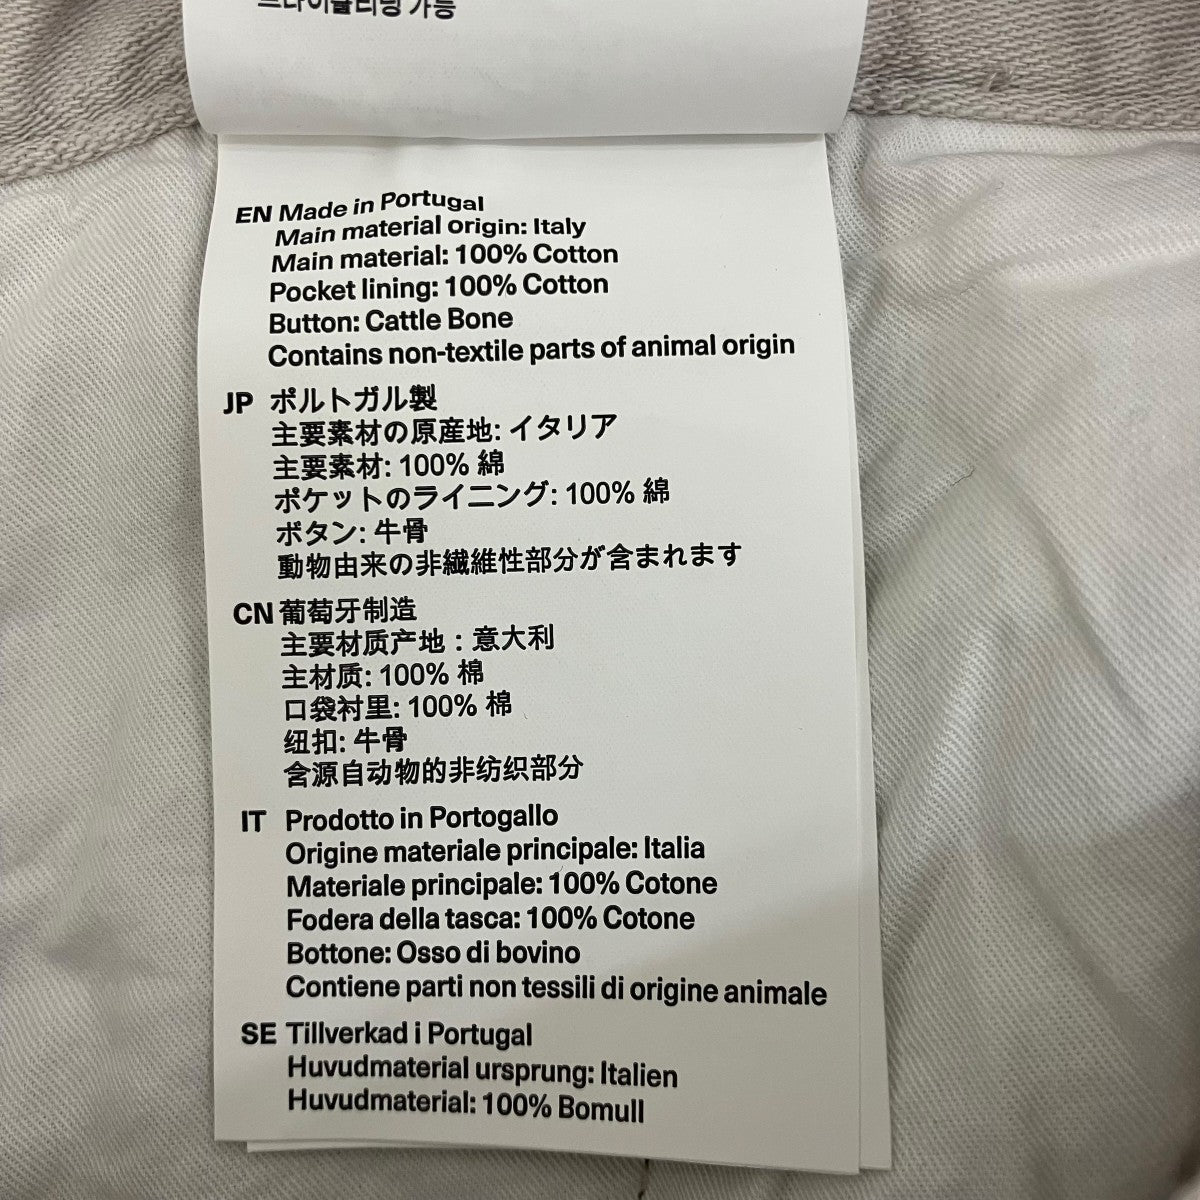 드라이클리닝 가능
EN Made in Portugal
Main material origin: Italy
Main material: 100% Cotton
Pocket lining: 100% Cotton
Button: Cattle Bone
Contains non-textile parts of animal origin
JP ポルトガル製
主要素材の原産地: イタリア
主要素材: 100% 綿
ポケットのライニング: 100% 綿
ボタン: 牛骨
動物由来の非繊維性部分が含まれます
CN 葡萄牙制造
主要材质产地：意大利
主材质: 100% 棉
口袋衬里: 100% 棉
纽扣: 牛骨
含源自动物的非纺织部分
IT Prodotto in Portogallo
Origine materiale principale: Italia
Materiale principale: 100% Cotone
Fodera della tasca: 100% Cotone
Bottone: Osso di bovino
Contiene parti non tessili di origine animale
SE Tillverkad i Portugal
Huvudmaterial ursprung: Italien
Huvudmaterial: 100% Bomull